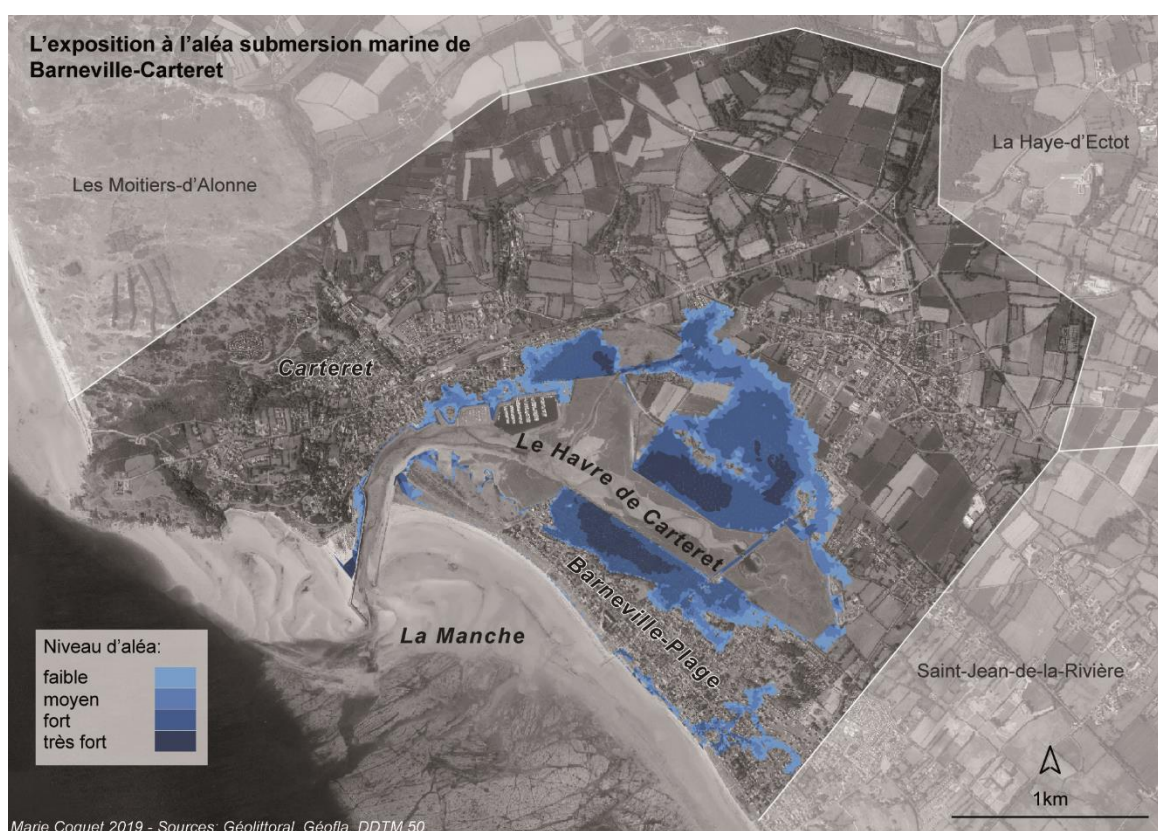 L'exposition à l'aléa submersion marine de
Barneville-Carteret
La Haye-d'Ectot
Les Moitiers-d'Alonne
Carteret
Le Havre de Carteret
Barneville-Plage
La Manche
Saint-Jean-de-la-Rivière
Niveau d'aléa:
faible
moyen
fort
très fort
1km
Marie Coquet 2019 - Sources: Géolittoral, Géofla, DDTM 50